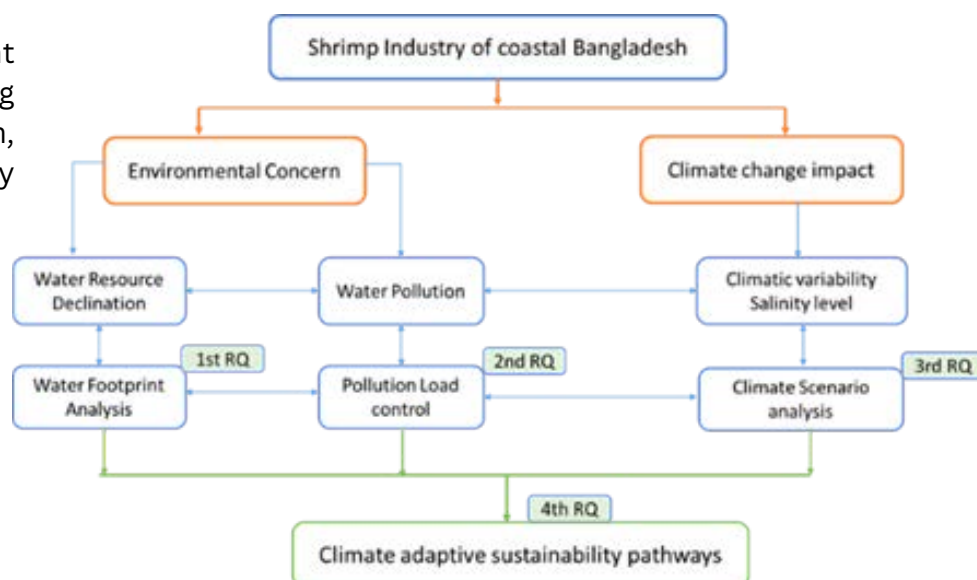 nt
g
n,
y
Shrimp Industry of coastal Bangladesh
Environmental Concern
Climate change impact
Water Resource
Declination
Water Pollution
Climatic variability
Salinity level
1st RQ
2nd RQ
3rd RQ
Water Footprint
Analysis
Pollution Load
control
Climate Scenario
analysis
4th RQ
Climate adaptive sustainability pathways